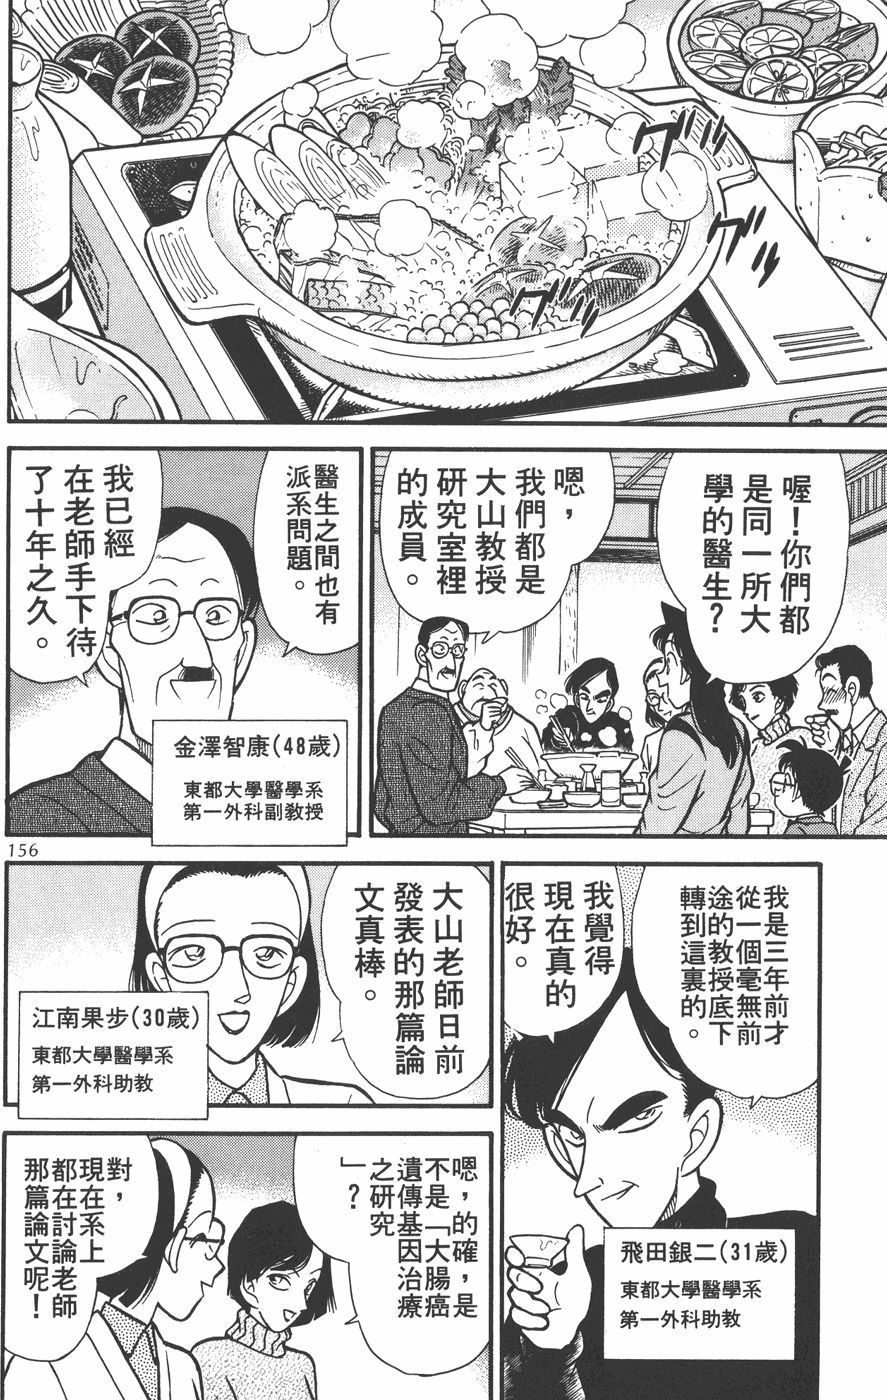 喔！你們都
是同一所大
學的醫生？
嗯，
我們都是
大山教授
研究室裡
的成員。
醫生之間也有
派系問題。
我已經
在老師手下待
了十年之久。
金澤智康(48歲)
東都大學醫學系
第一外科副教授
156
我是三年前才
從一個毫無前
途的教授底下
轉到這裏的。
我覺得
現在真的
很好。
飛田銀二(31歲)
東都大學醫學系
第一外科助教
大山老師日前
發表的那篇論
文真棒。
江南果步(30歲)
東都大學醫學系
第一外科助教
嗯，的確，是
不是「大腸癌
遺傳基因治療
之研究
」？
對，
現在系上
都在討論老師
那篇論文呢！